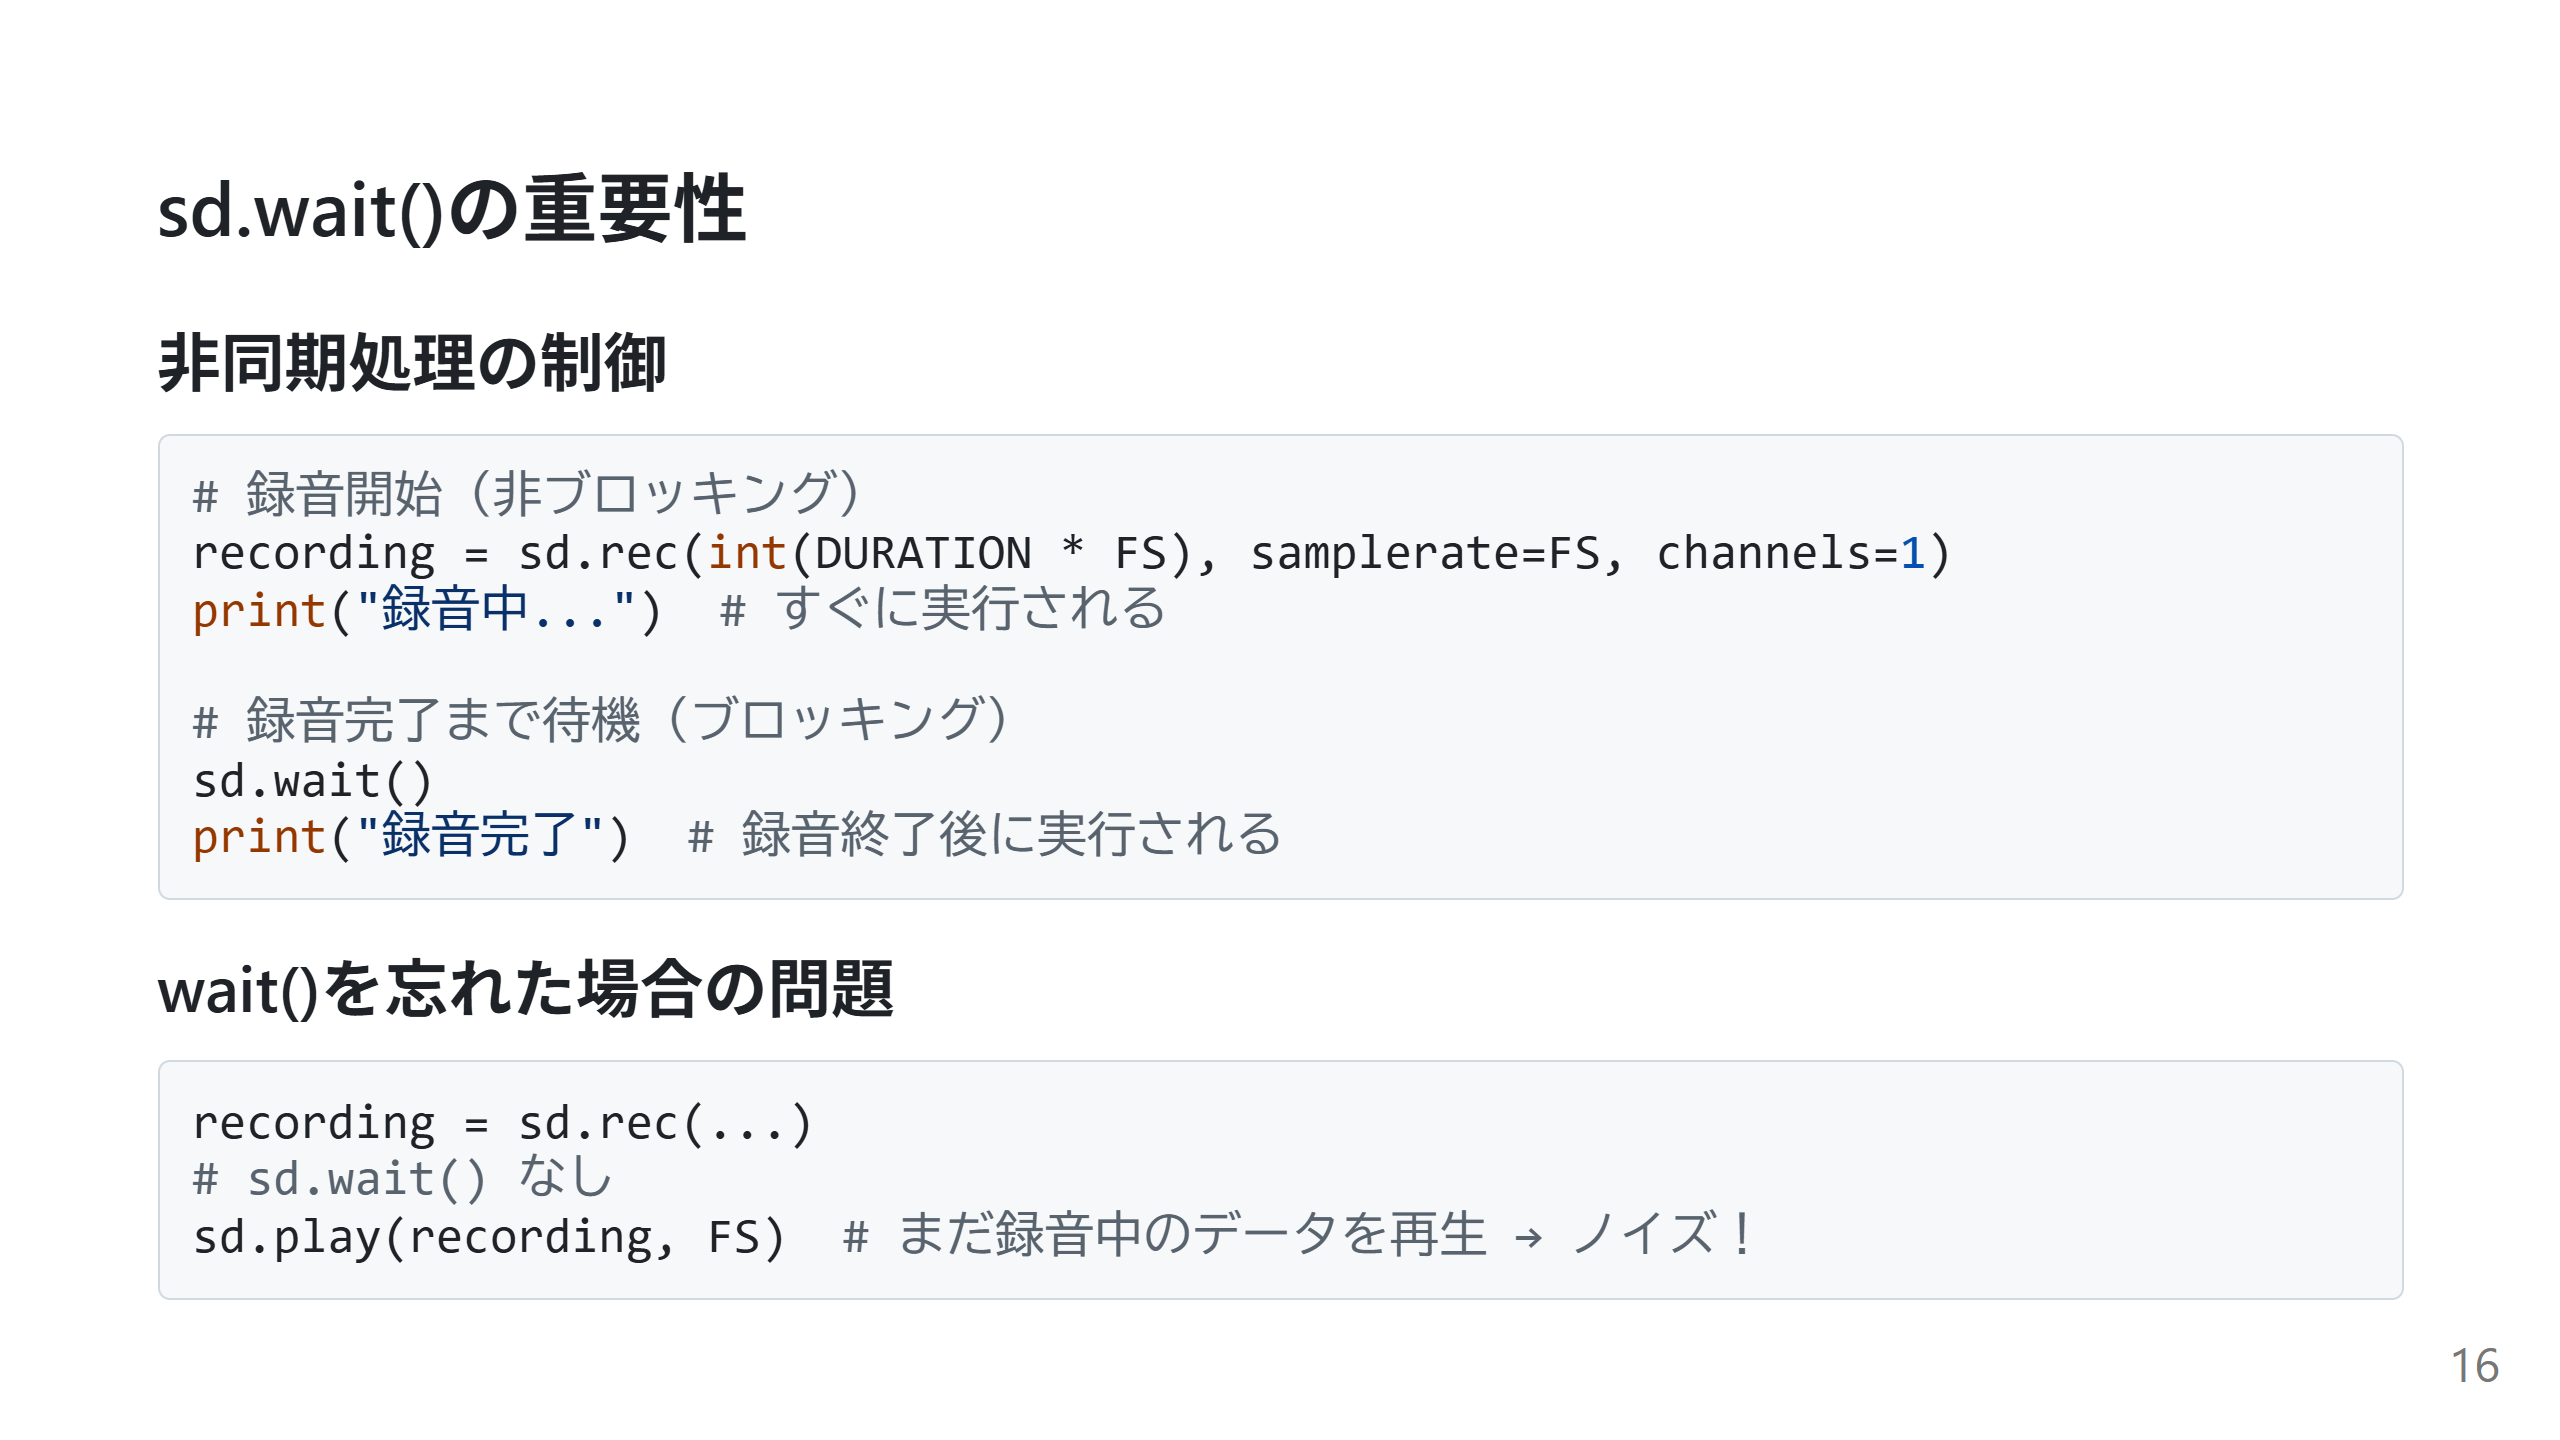 sd.wait()の重要性
非同期処理の制御
# 録音開始（非ブロッキング）
recording = sd.rec(int(DURATION * FS), samplerate=FS, channels=1)
print("録音中...")  # すぐに実行される
# 録音完了まで待機（ブロッキング）
sd.wait()
print("録音完了")  # 録音終了後に実行される
wait()を忘れた場合の問題
recording = sd.rec(...)
# sd.wait() なし
sd.play(recording, FS)  # まだ録音中のデータを再生 → ノイズ！
16